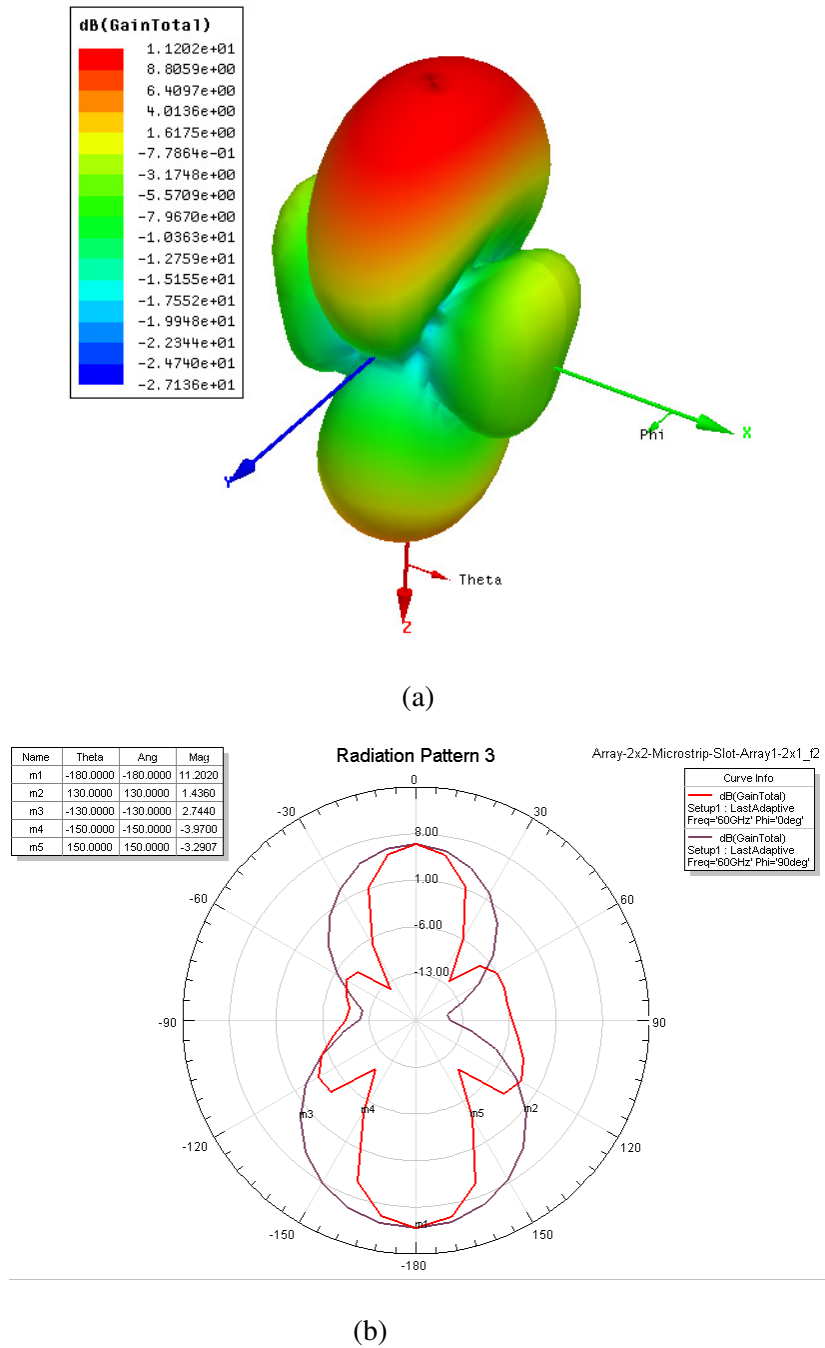 dB(GainTotal)
1.1202e+01
8.8059e+00
6.4097e+00
4.0136e+00
1.6175e+00
-7.7864e-01
-3.1748e+00
-5.5709e+00
-7.9670e+00
-1.0363e+01
-1.2759e+01
-1.5155e+01
-1.7552e+01
-1.9948e+01
-2.2344e+01
-2.4740e+01
-2.7136e+01
Phi
X
Y
Theta
Z
(a)
Name Theta Ang Mag
m1 -180.0000 -180.0000 11.2020
m2 130.0000 130.0000 1.4360
m3 -130.0000 -130.0000 2.7440
m4 -150.0000 -150.0000 -3.9700
m5 150.0000 150.0000 -3.2907
Radiation Pattern 3
Array-2x2-Microstrip-Slot-Array1-2x1_f2
Curve Info
dB(GainTotal)
Setup1 : LastAdaptive
Freq='60GHz' Phi='0deg'
dB(GainTotal)
Setup1 : LastAdaptive
Freq='60GHz' Phi='90deg'
0
-30
30
8.00
-60
1.00
60
-6.00
-13.00
-90
90
m3
m4
m5
m2
-120
120
m1
-150
150
-180
(b)